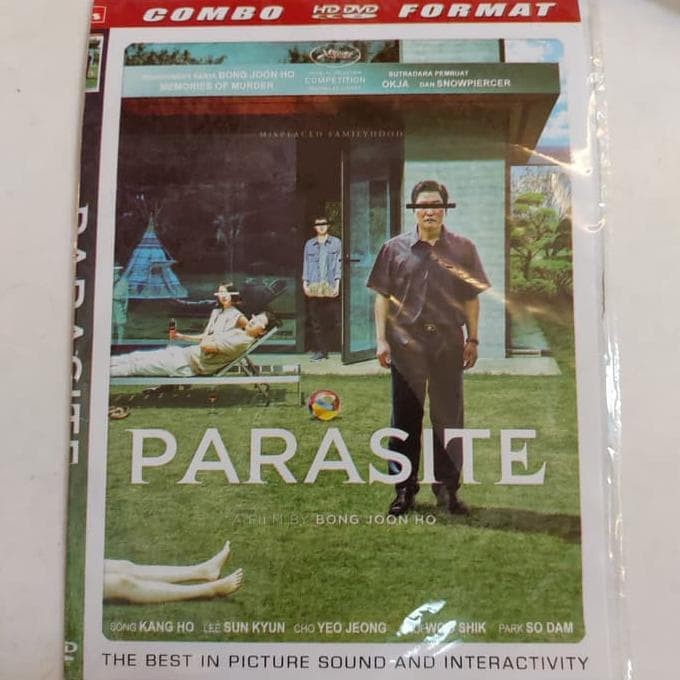 COMBO HD DVD FORMAT
BONG JOON HO
MEMORIES OF MURDER
COMPETITION
SUTRADARA PEMBUAT
OKJA DAN SNOWPIERCER
MISPLACED FAMILYHOOD
PARASITE
PARASITE
A FILM BY BONG JOON HO
SONG KANG HO LEE SUN KYUN CHO YEO JEONG SHIK PARK SO DAM
THE BEST IN PICTURE SOUND AND INTERACTIVITY